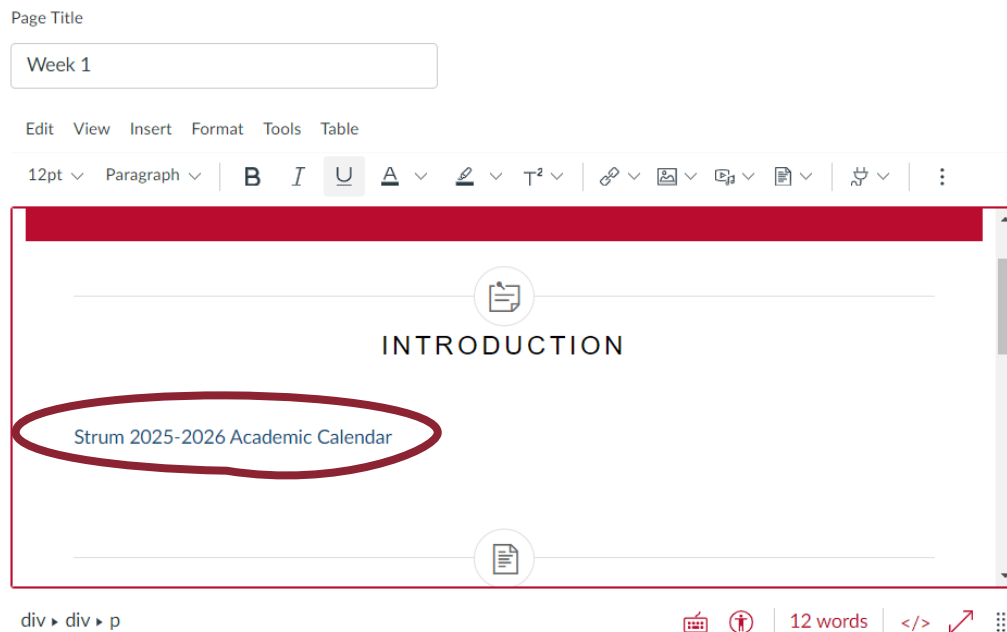 Page Title
Week 1
Edit View Insert Format Tools Table
12pt Paragraph B I U A T²
INTRODUCTION
Strum 2025-2026 Academic Calendar
div ▸ div ▸ p 12 words </>